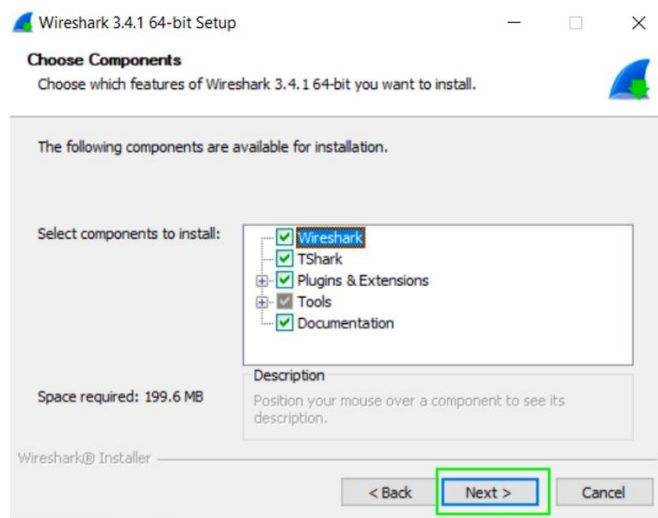 Wireshark 3.4.1 64-bit Setup
Choose Components
Choose which features of Wireshark 3.4.1 64-bit you want to install.
The following components are available for installation.
Select components to install:
Wireshark
TShark
Plugins & Extensions
Tools
Documentation
Space required: 199.6 MB
Description
Position your mouse over a component to see its
description.
Wireshark® Installer
< Back Next > Cancel